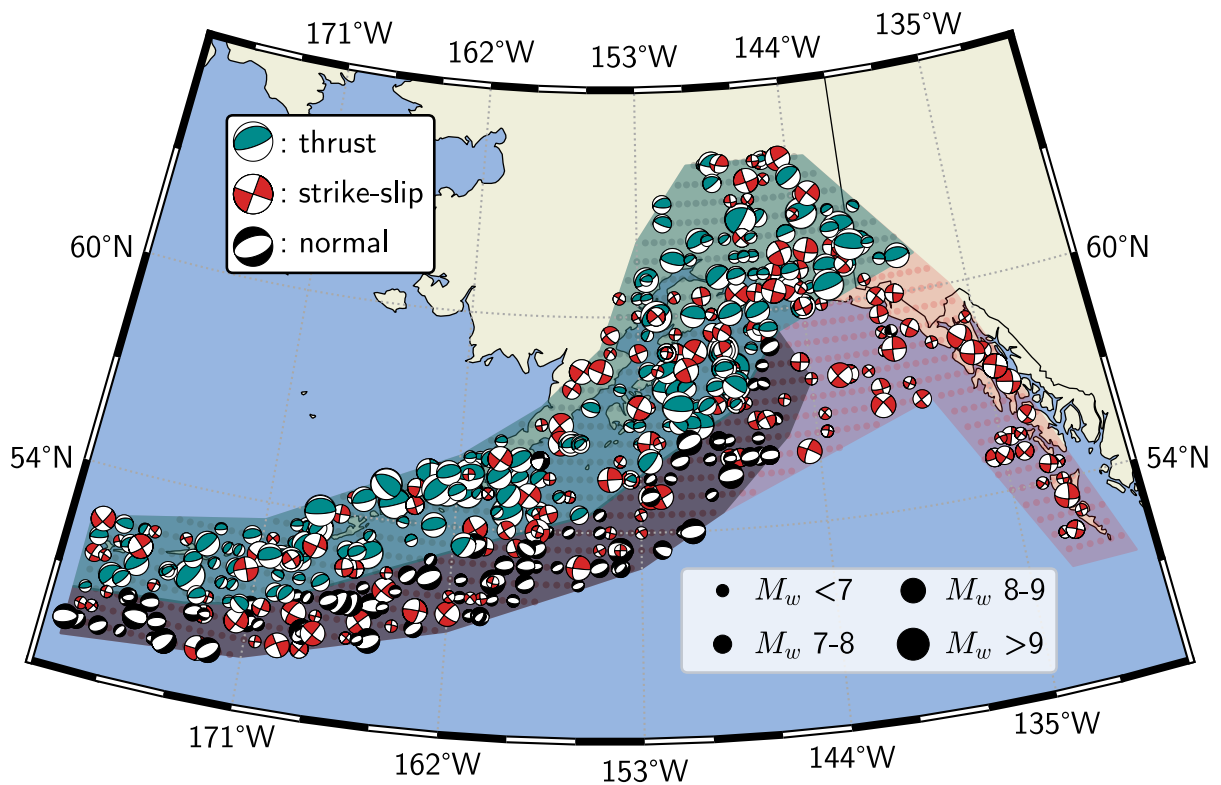 171°W
162°W
153°W
144°W
135°W
: thrust
: strike-slip
: normal
60°N
60°N
54°N
54°N
M_w <7
M_w 8-9
M_w 7-8
M_w >9
171°W
162°W
153°W
144°W
135°W